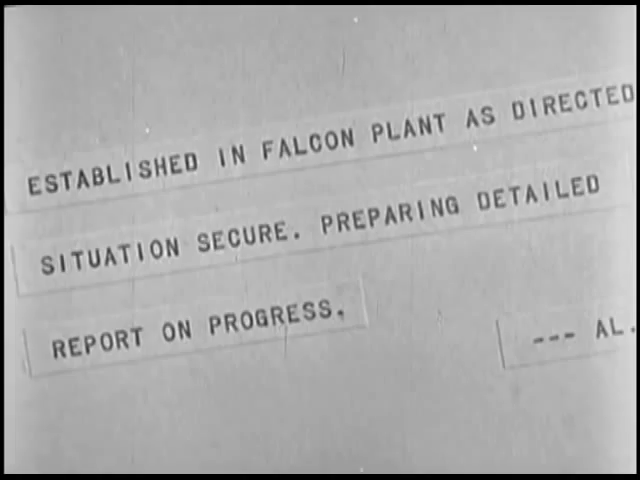 ESTABLISHED IN FALCON PLANT AS DIRECTED
SITUATION SECURE. PREPARING DETAILED
REPORT ON PROGRESS.
--- AL.